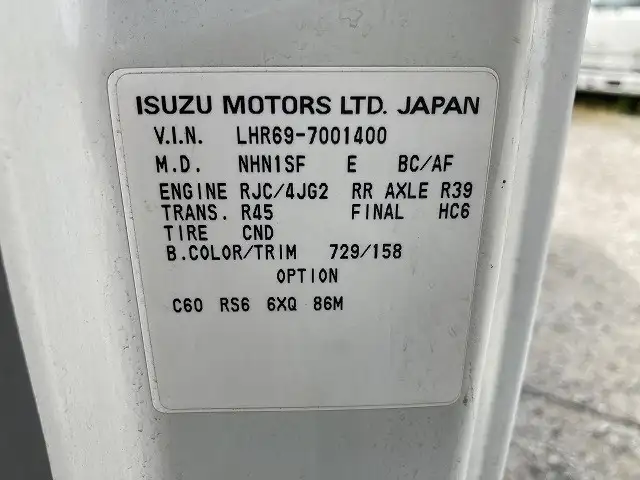 ISUZU MOTORS LTD. JAPAN
V.I.N. LHR69-7001400
M.D. NHN1SF E BC/AF
ENGINE RJC/4JG2 RR AXLE R39
TRANS. R45 FINAL HC6
TIRE CND
B.COLOR/TRIM 729/158
OPTION
C60 RS6 6XQ 86M